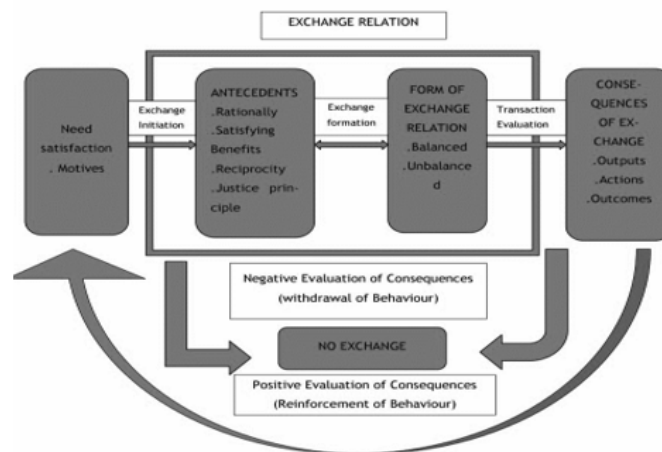 EXCHANGE RELATION
Need
satisfaction
. Motives
Exchange
Initiation
ANTECEDENTS
.Rationally
.Satisfying
Benefits
.Reciprocity
.Justice prin-
ciple
Exchange
formation
FORM OF
EXCHANGE
RELATION
.Balanced
.Unbalance
d
Transaction
Evaluation
CONSE-
QUENCES
OF EX-
CHANGE
.Outputs
.Actions
.Outcomes
Negative Evaluation of Consequences
(withdrawal of Behaviour)
NO EXCHANGE
Positive Evaluation of Consequences
(Reinforcement of Behaviour)